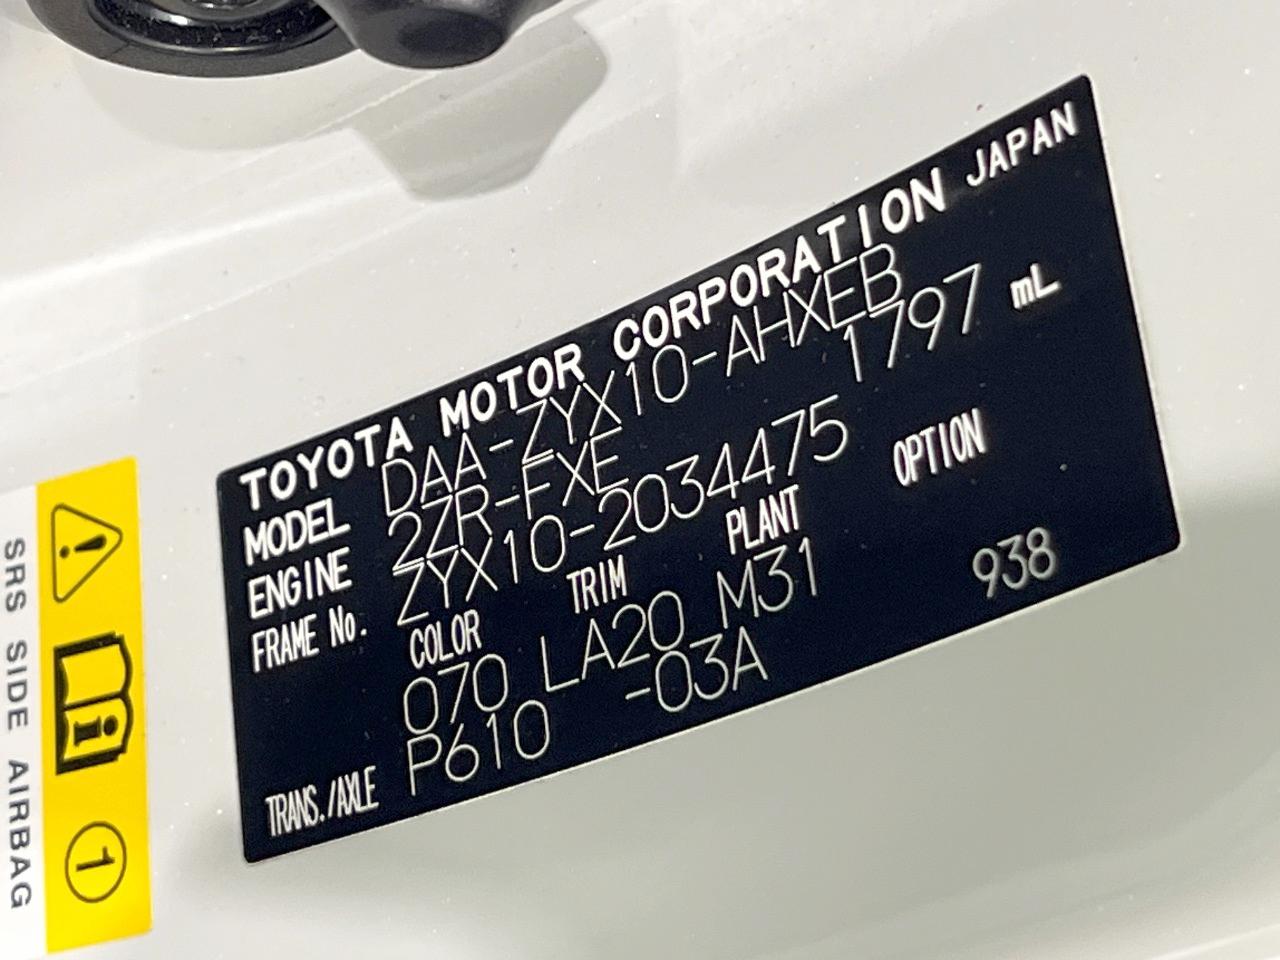 TOYOTA MOTOR CORPORATION JAPAN
MODEL DAA-ZYX10-AHXEB
ENGINE 2ZR-FXE 1797 mL
FRAME No. ZYX10-2034475
COLOR TRIM PLANT OPTION
070 LA20 M31 938
TRANS./AXLE P610 -03A
SRS SIDE AIRBAG
! i 1